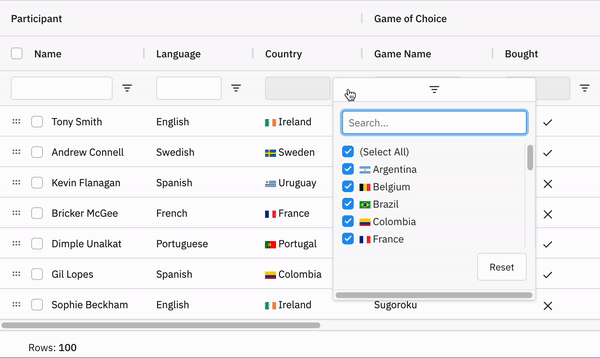 Participant Game of Choice
Name Language Country Game Name Bought
Tony Smith English Ireland
Andrew Connell Swedish Sweden
Kevin Flanagan Spanish Uruguay
Bricker McGee French France
Dimple Unalkat Portuguese Portugal
Gil Lopes Spanish Colombia
Sophie Beckham English Ireland Sugoroku
Search...
(Select All)
Argentina
Belgium
Brazil
Colombia
France
Reset
Rows: 100